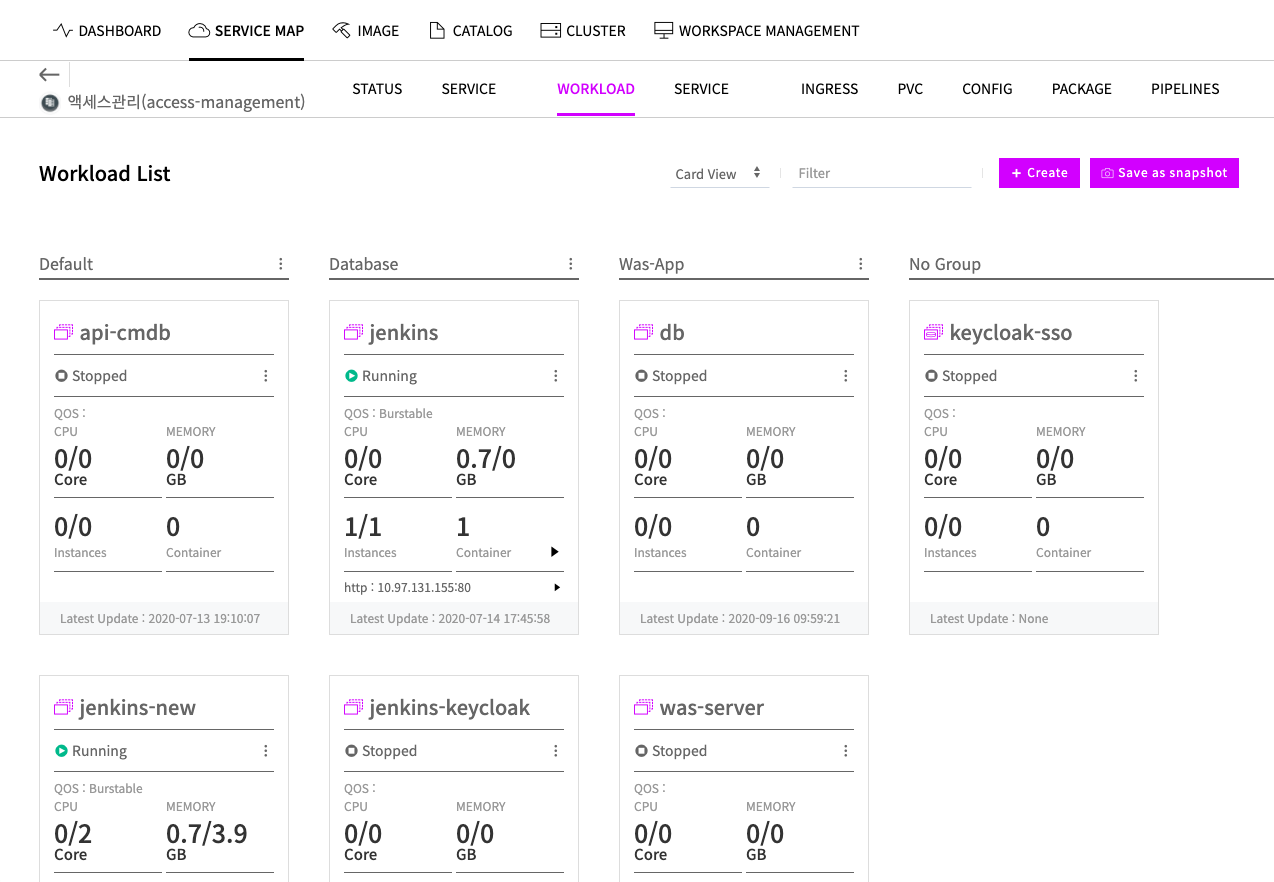 DASHBOARD SERVICE MAP IMAGE CATALOG CLUSTER WORKSPACE MANAGEMENT
액세스관리(access-management)
STATUS SERVICE WORKLOAD SERVICE INGRESS PVC CONFIG PACKAGE PIPELINES
Workload List
Card View Filter + Create Save as snapshot
Default Database Was-App No Group
api-cmdb
Stopped
QOS :
CPU MEMORY
0/0 0/0
Core GB
0/0 0
Instances Container
Latest Update : 2020-07-13 19:10:07
jenkins
Running
QOS : Burstable
CPU MEMORY
0/0 0.7/0
Core GB
1/1 1
Instances Container
http : 10.97.131.155:80
Latest Update : 2020-07-14 17:45:58
db
Stopped
QOS :
CPU MEMORY
0/0 0/0
Core GB
0/0 0
Instances Container
Latest Update : 2020-09-16 09:59:21
keycloak-sso
Stopped
QOS :
CPU MEMORY
0/0 0/0
Core GB
0/0 0
Instances Container
Latest Update : None
jenkins-new
Running
QOS : Burstable
CPU MEMORY
0/2 0.7/3.9
Core GB
jenkins-keycloak
Stopped
QOS :
CPU MEMORY
0/0 0/0
Core GB
was-server
Stopped
QOS :
CPU MEMORY
0/0 0/0
Core GB